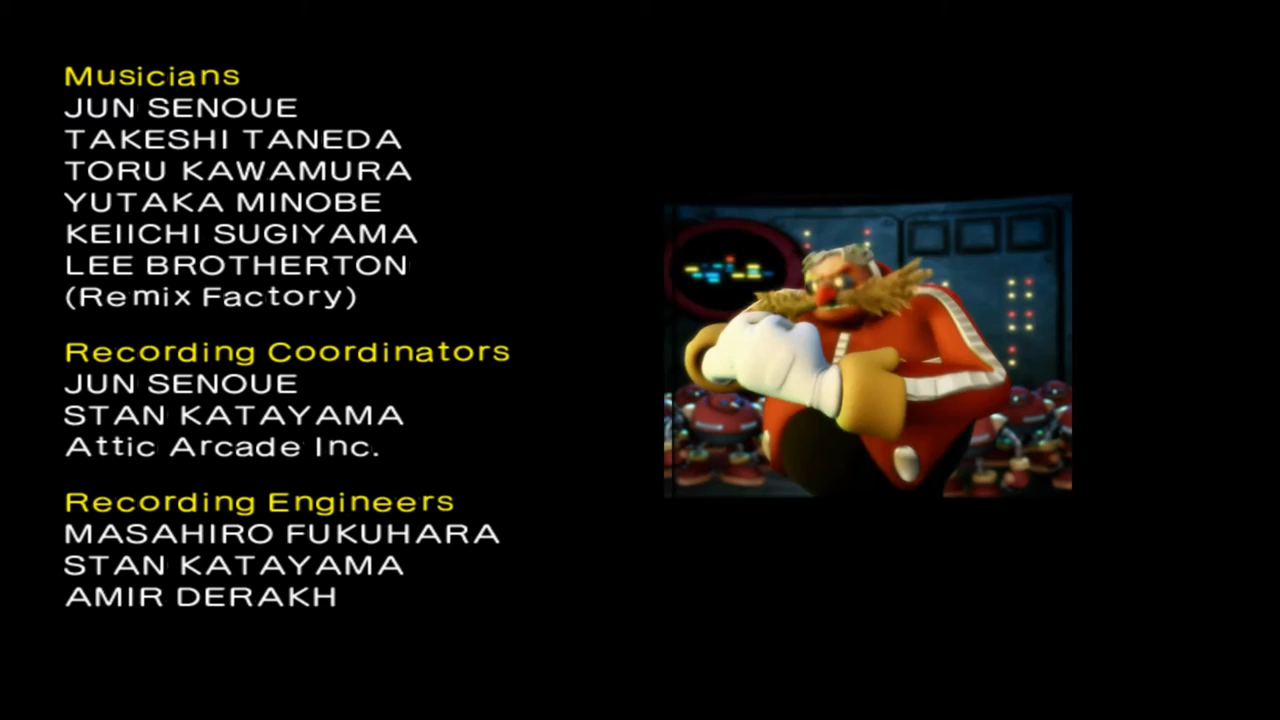 Musicians
JUN SENOUE
TAKESHI TANEDA
TORU KAWAMURA
YUTAKA MINOBE
KEIICHI SUGIYAMA
LEE BROTHERTON
(Remix Factory)
Recording Coordinators
JUN SENOUE
STAN KATAYAMA
Attic Arcade Inc.
Recording Engineers
MASAHIRO FUKUHARA
STAN KATAYAMA
AMIR DERAKH